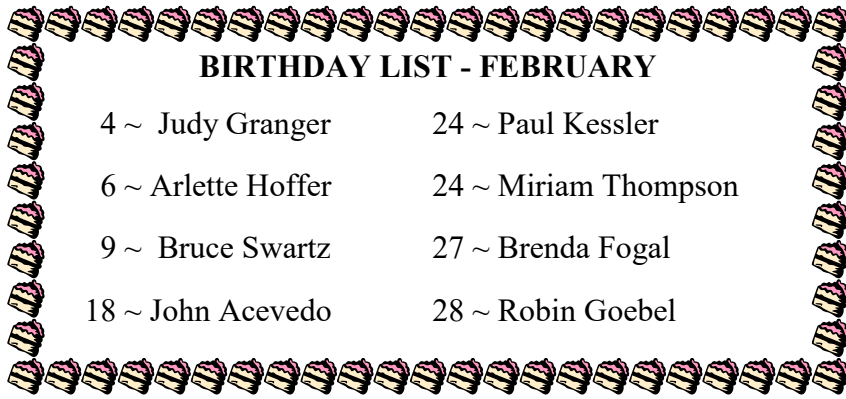 BIRTHDAY LIST - FEBRUARY
4 ~ Judy Granger
6 ~ Arlette Hoffer
9 ~ Bruce Swartz
18 ~ John Acevedo
24 ~ Paul Kessler
24 ~ Miriam Thompson
27 ~ Brenda Fogal
28 ~ Robin Goebel